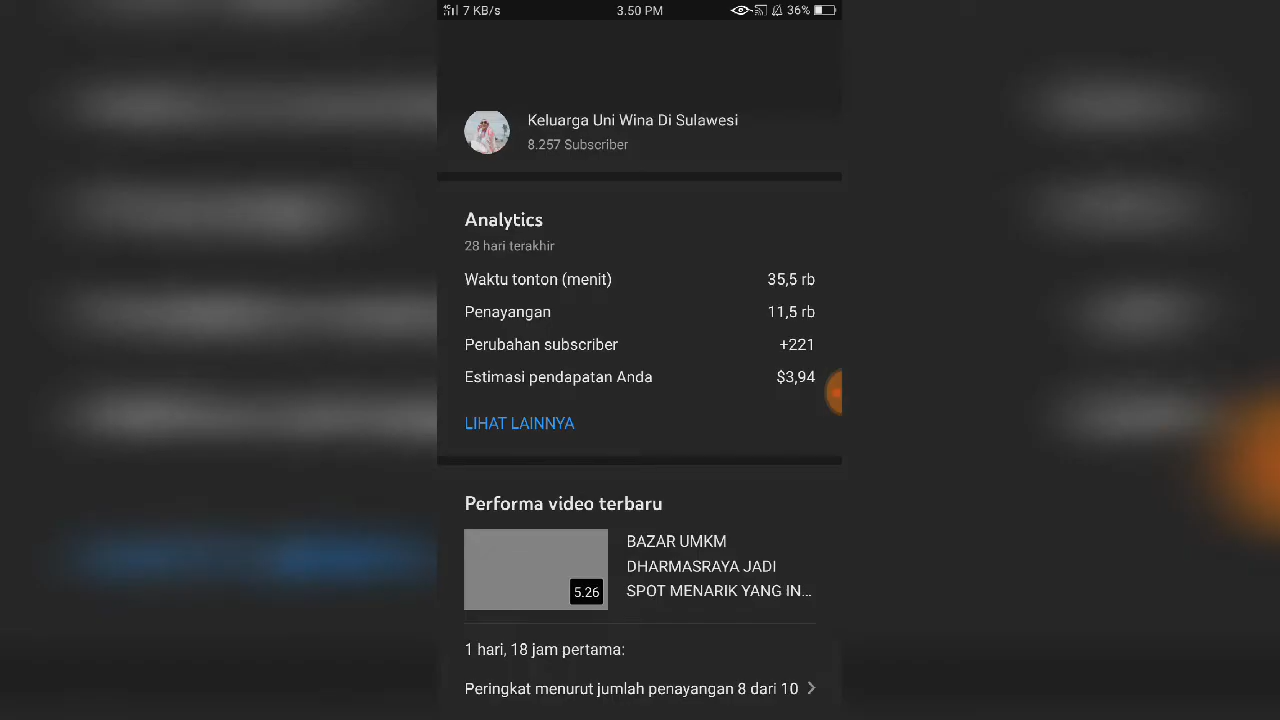 7 KB/s 3.50 PM 36%
Keluarga Uni Wina Di Sulawesi
8.257 Subscriber
Analytics
28 hari terakhir
Waktu tonton (menit) 35,5 rb
Penayangan 11,5 rb
Perubahan subscriber +221
Estimasi pendapatan Anda $3,94
LIHAT LAINNYA
Performa video terbaru
BAZAR UMKM
DHARMASRAYA JADI
SPOT MENARIK YANG IN...
5.26
1 hari, 18 jam pertama:
Peringkat menurut jumlah penayangan 8 dari 10